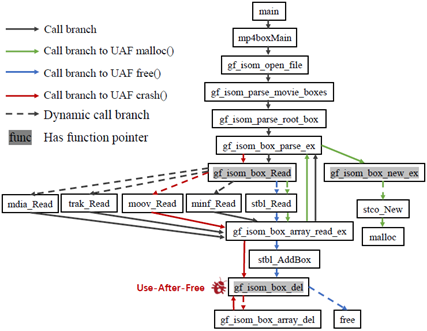 main
Call branch
mp4boxMain
Call branch to UAF malloc()
gf_isom_open_file
Call branch to UAF free()
gf_isom_parse_movie_boxes
Call branch to UAF crash()
Dynamic call branch
gf_isom_parse_root_box
func Has function pointer
gf_isom_box_parse_ex
gf_isom_box_Read gf_isom_box_new_ex
mdia_Read trak_Read moov_Read minf_Read stbl_Read stco_New
gf_isom_box_array_read_ex malloc
stbl_AddBox
Use-After-Free gf_isom_box_del
gf_isom_box_array_del free